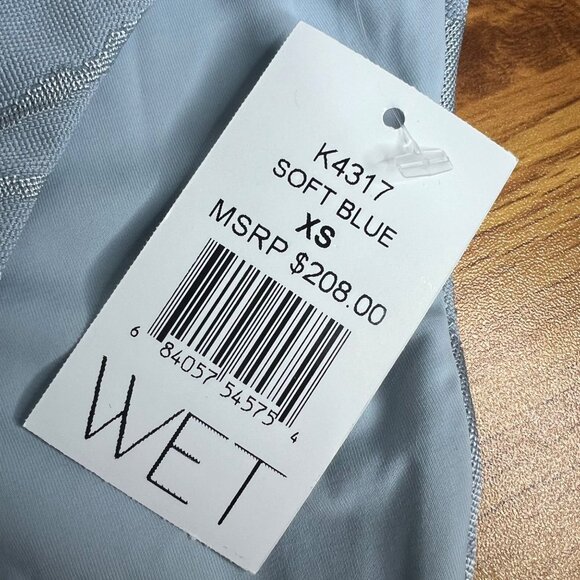 K4317
SOFT BLUE
XS
MSRP $208.00
6 84057 54575 4
WET